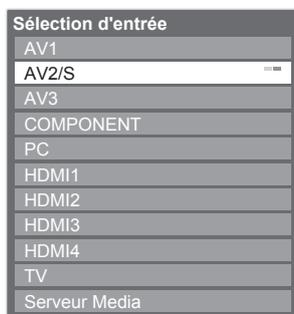 Sélection d'entrée
AV1
AV2/S
AV3
COMPONENT
PC
HDMI1
HDMI2
HDMI3
HDMI4
TV
Serveur Media